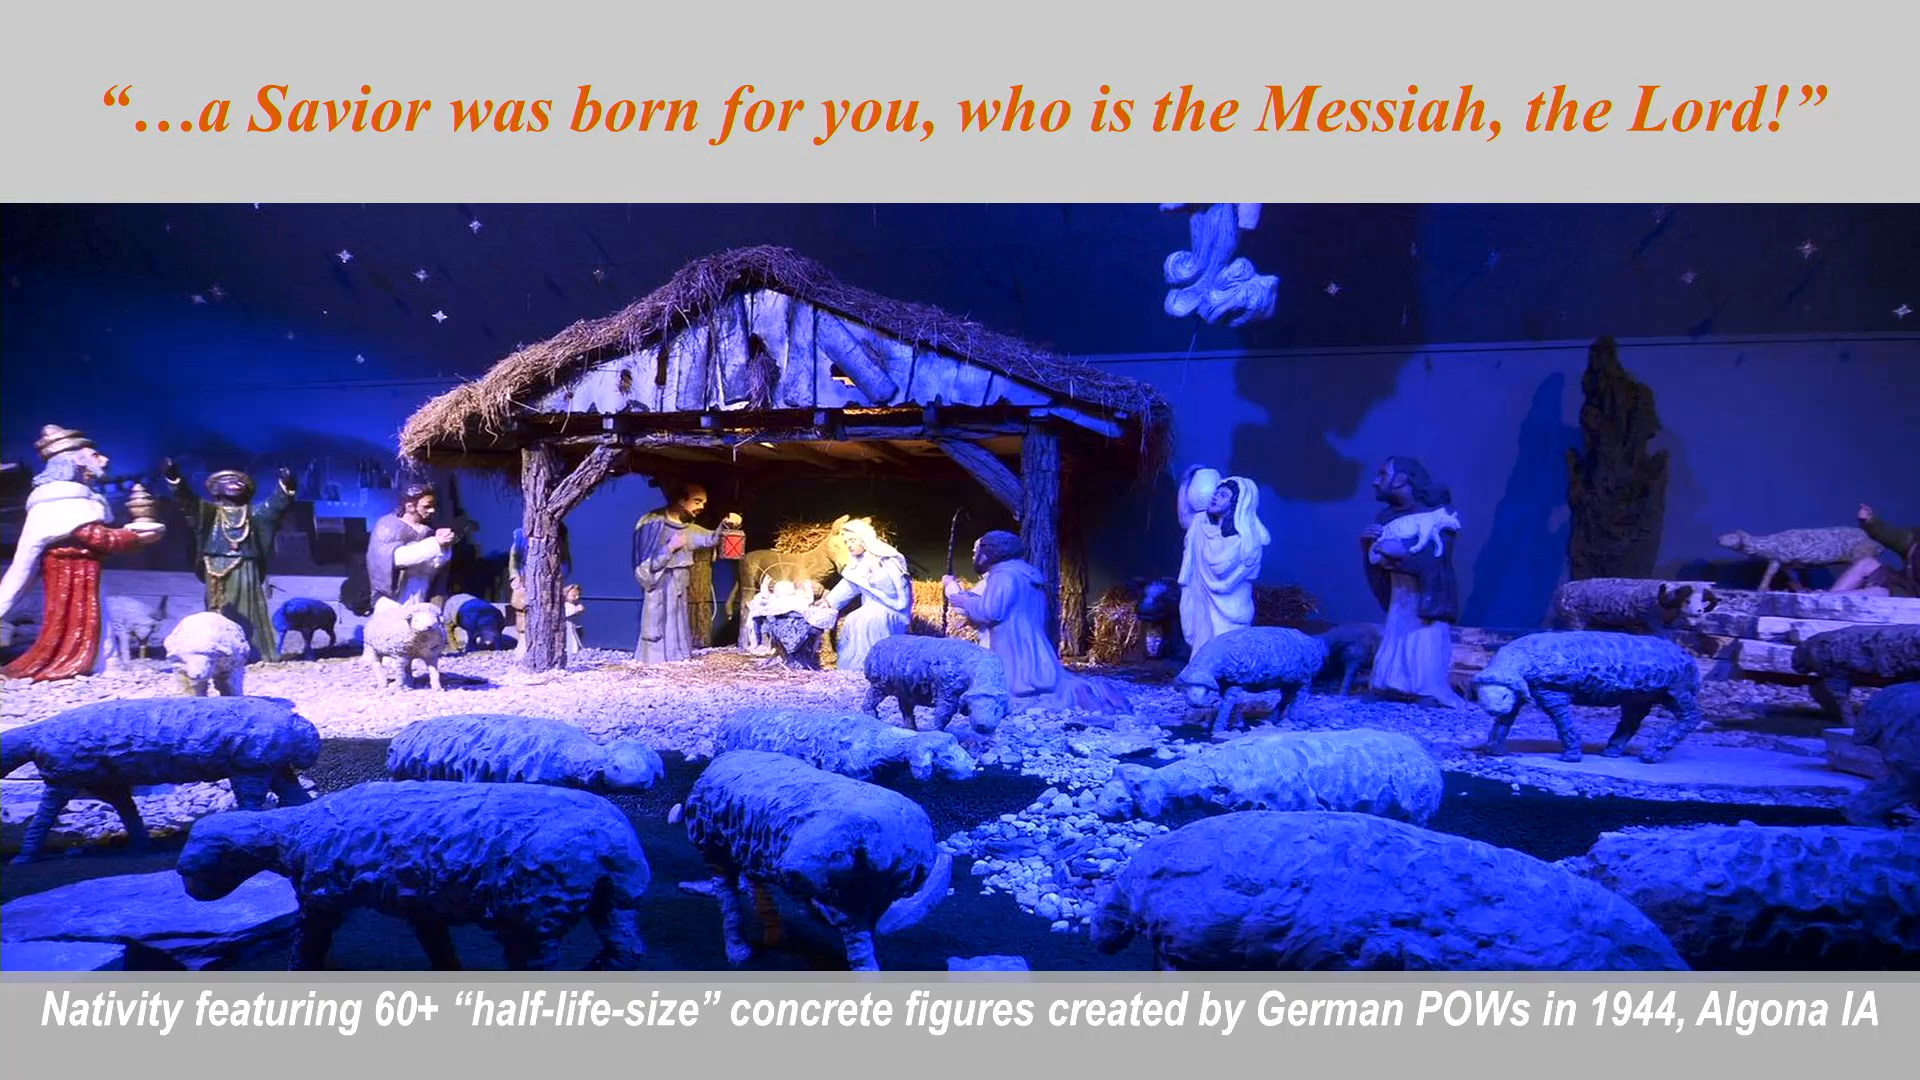 “…a Savior was born for you, who is the Messiah, the Lord!”
Nativity featuring 60+ “half-life-size” concrete figures created by German POWs in 1944, Algona IA